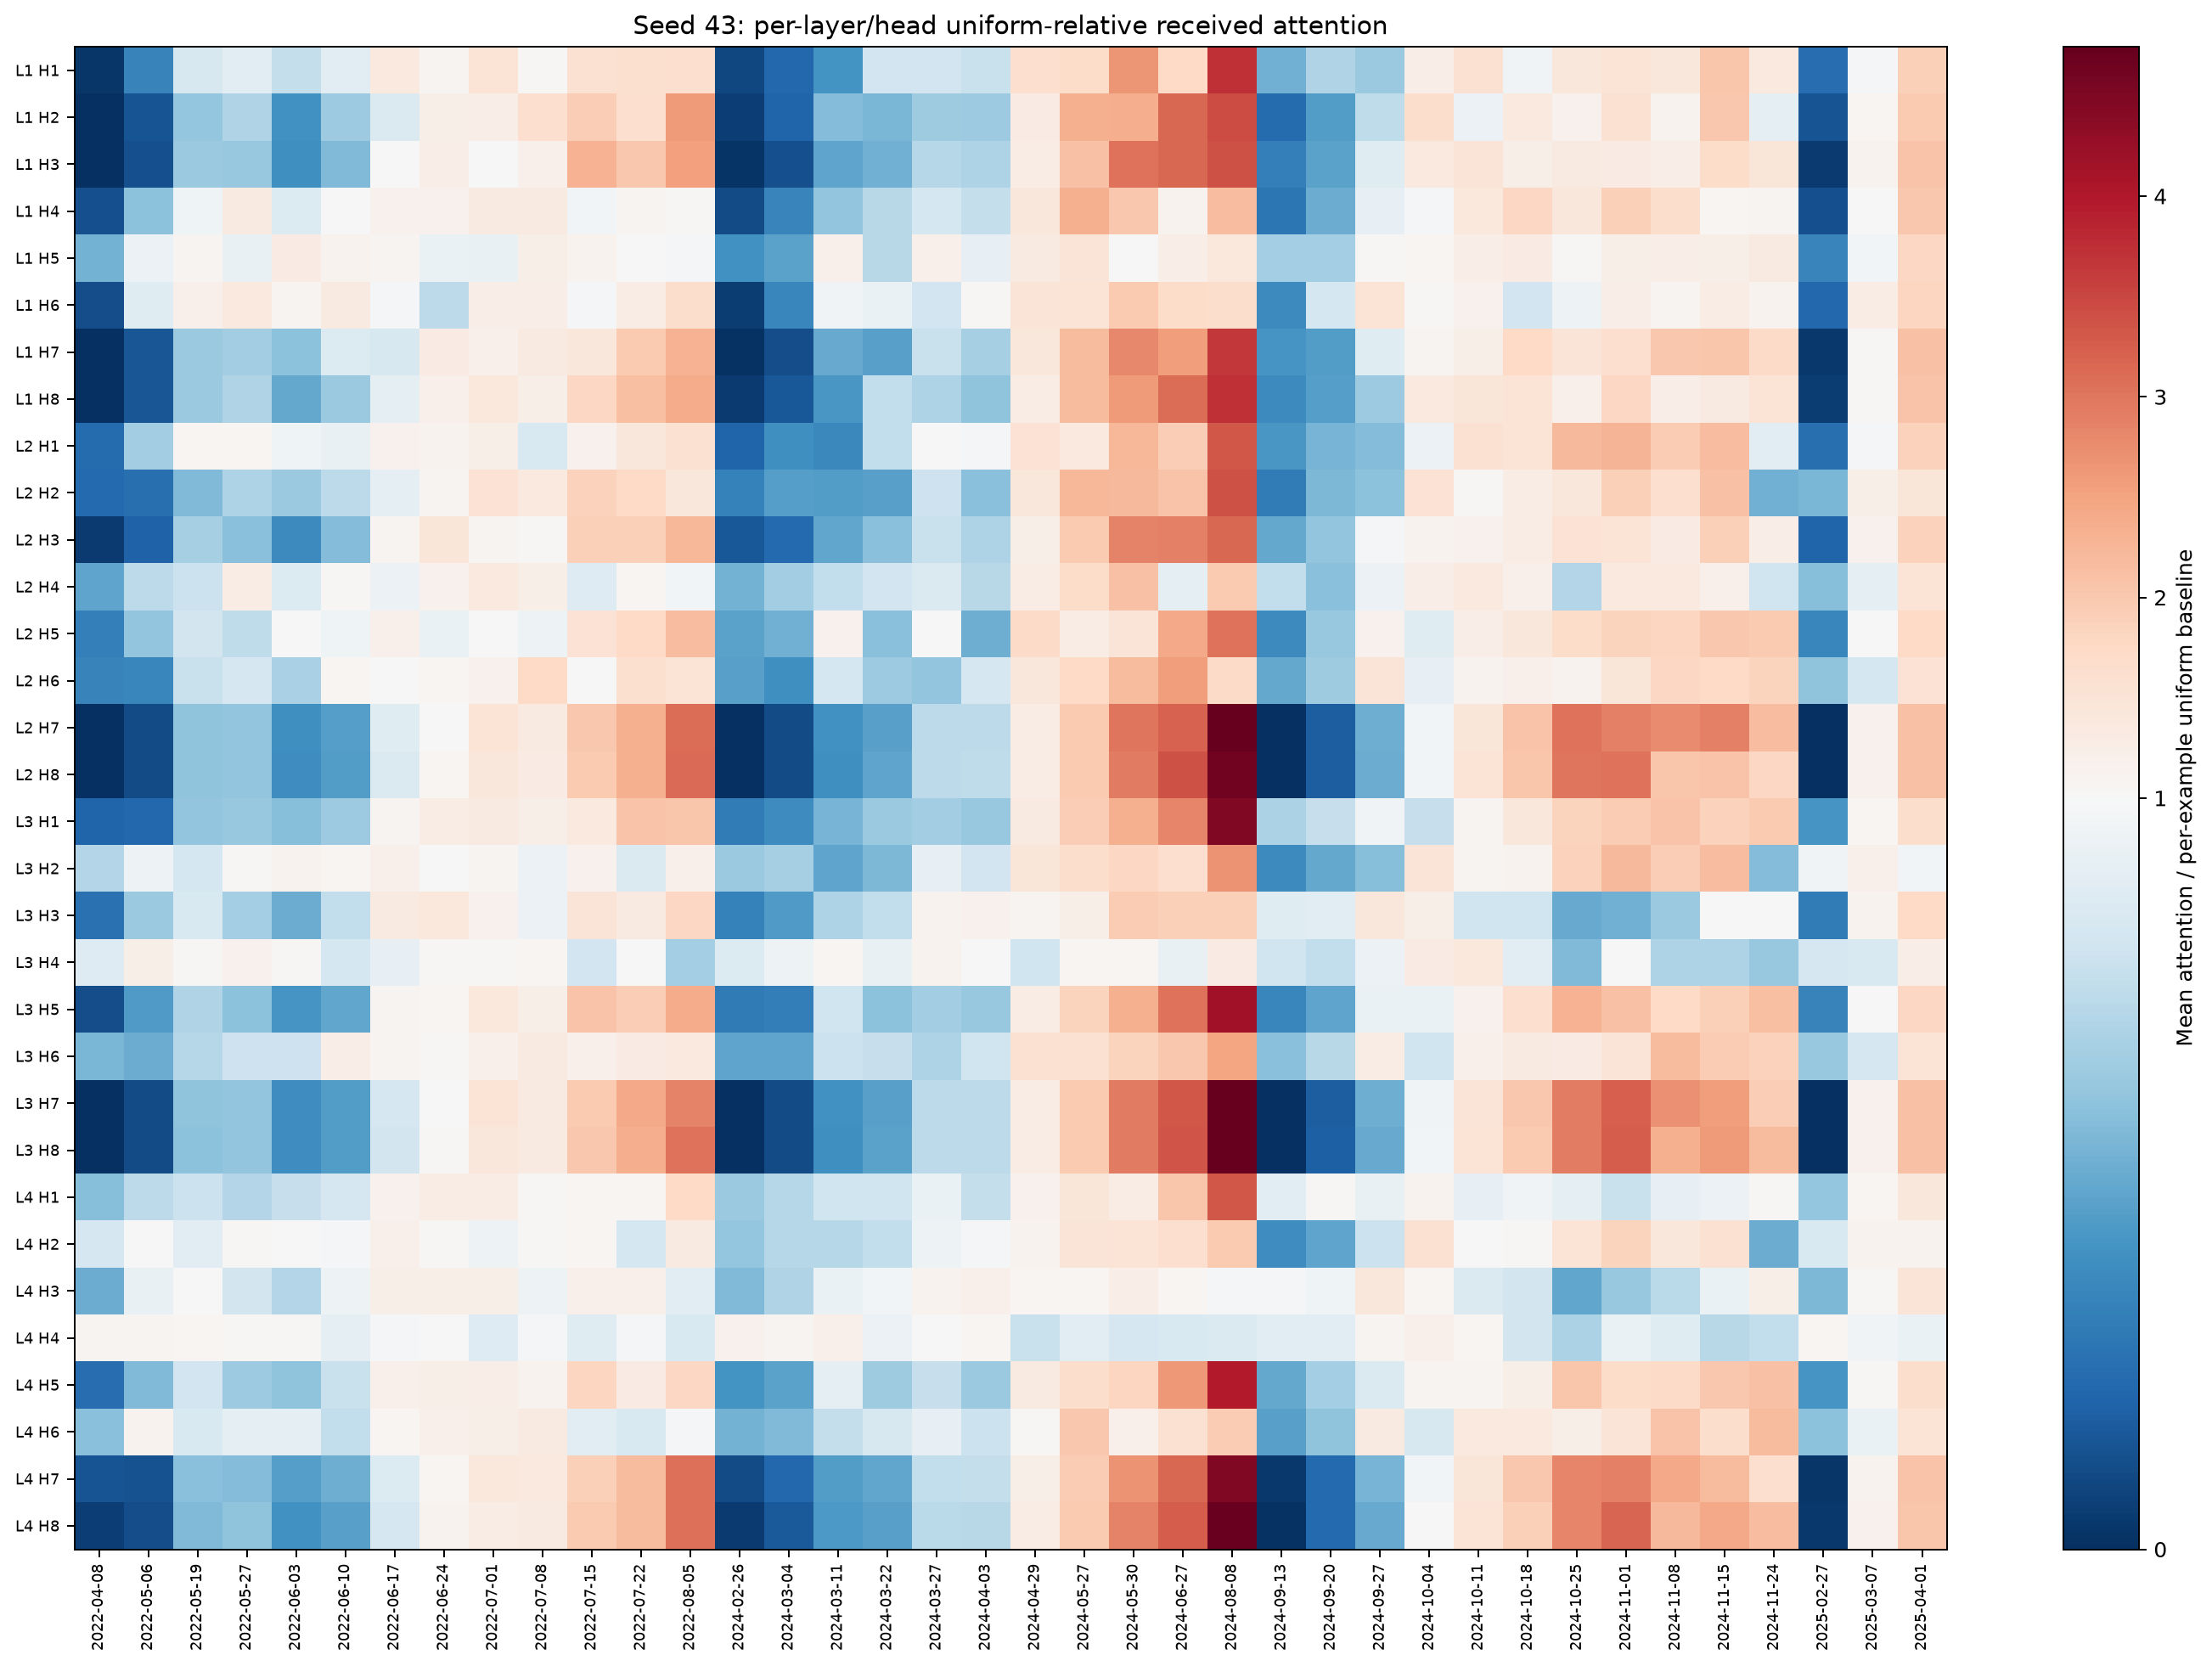 Seed 43: per-layer/head uniform-relative received attention
L1 H1
L1 H2
L1 H3
L1 H4
L1 H5
L1 H6
L1 H7
L1 H8
L2 H1
L2 H2
L2 H3
L2 H4
L2 H5
L2 H6
L2 H7
L2 H8
L3 H1
L3 H2
L3 H3
L3 H4
L3 H5
L3 H6
L3 H7
L3 H8
L4 H1
L4 H2
L4 H3
L4 H4
L4 H5
L4 H6
L4 H7
L4 H8
2022-04-08
2022-05-06
2022-05-19
2022-05-27
2022-06-03
2022-06-10
2022-06-17
2022-06-24
2022-07-01
2022-07-08
2022-07-15
2022-07-22
2022-08-05
2024-02-26
2024-03-04
2024-03-11
2024-03-22
2024-03-27
2024-04-03
2024-04-29
2024-05-27
2024-05-30
2024-06-27
2024-08-08
2024-09-13
2024-09-20
2024-09-27
2024-10-04
2024-10-11
2024-10-18
2024-10-25
2024-11-01
2024-11-08
2024-11-15
2024-11-24
2025-02-27
2025-03-07
2025-04-01
4
3
2
1
0
Mean attention / per-example uniform baseline